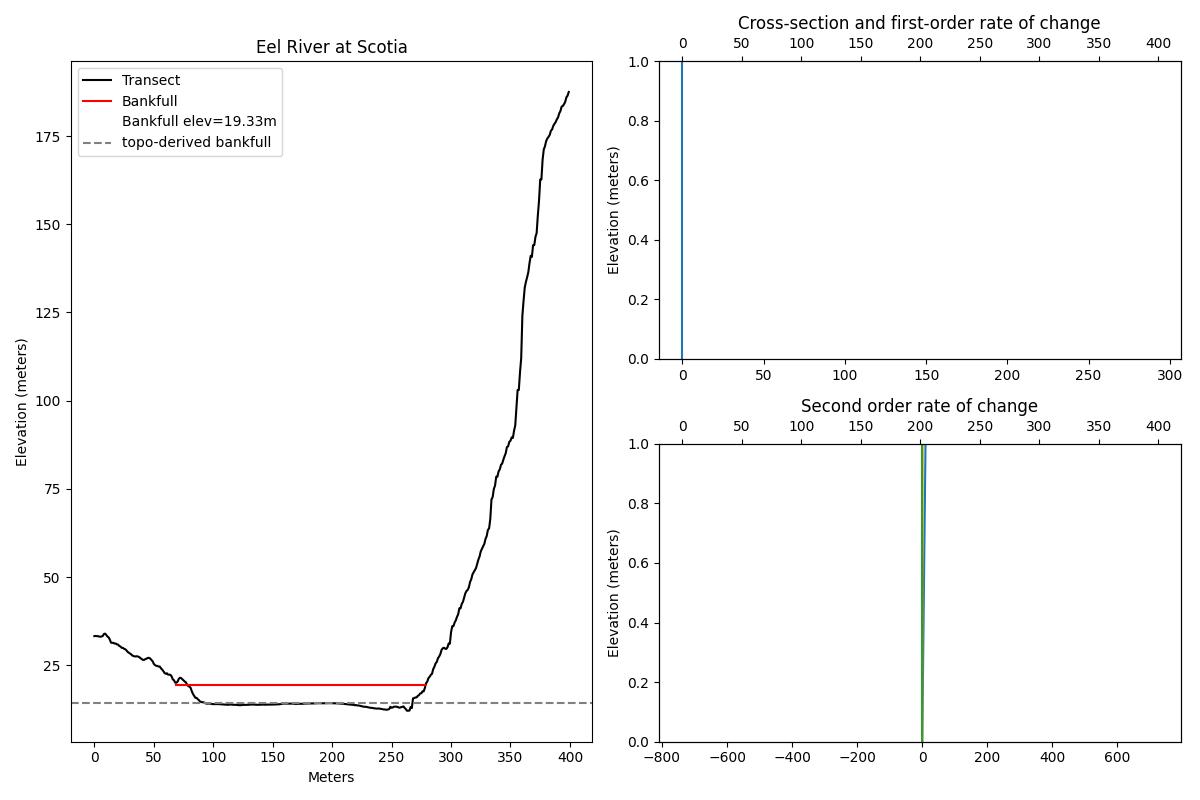 Eel River at Scotia
Transect
Bankfull
Bankfull elev=19.33m
topo-derived bankfull
175
150
125
100
75
50
25
Elevation (meters)
0 50 100 150 200 250 300 350 400
Meters
Cross-section and first-order rate of change
0 50 100 150 200 250 300 350 400
1.0
0.8
0.6
0.4
0.2
0.0
Elevation (meters)
0 50 100 150 200 250 300
Second order rate of change
0 50 100 150 200 250 300 350 400
1.0
0.8
0.6
0.4
0.2
0.0
Elevation (meters)
−800 −600 −400 −200 0 200 400 600